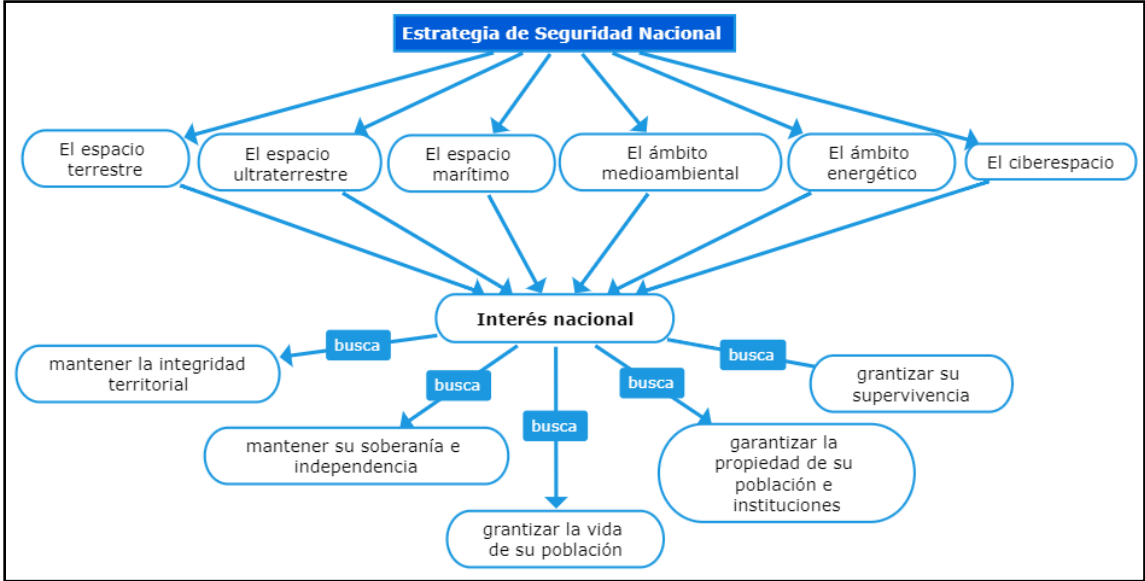 Estrategia de Seguridad Nacional
El espacio
terrestre
El espacio
ultraterrestre
El espacio
marítimo
El ámbito
medioambiental
El ámbito
energético
El ciberespacio
Interés nacional
busca
mantener la integridad
territorial
busca
mantener su soberanía e
independencia
busca
grantizar la vida
de su población
busca
garantizar la
propiedad de su
población e
instituciones
busca
grantizar su
supervivencia